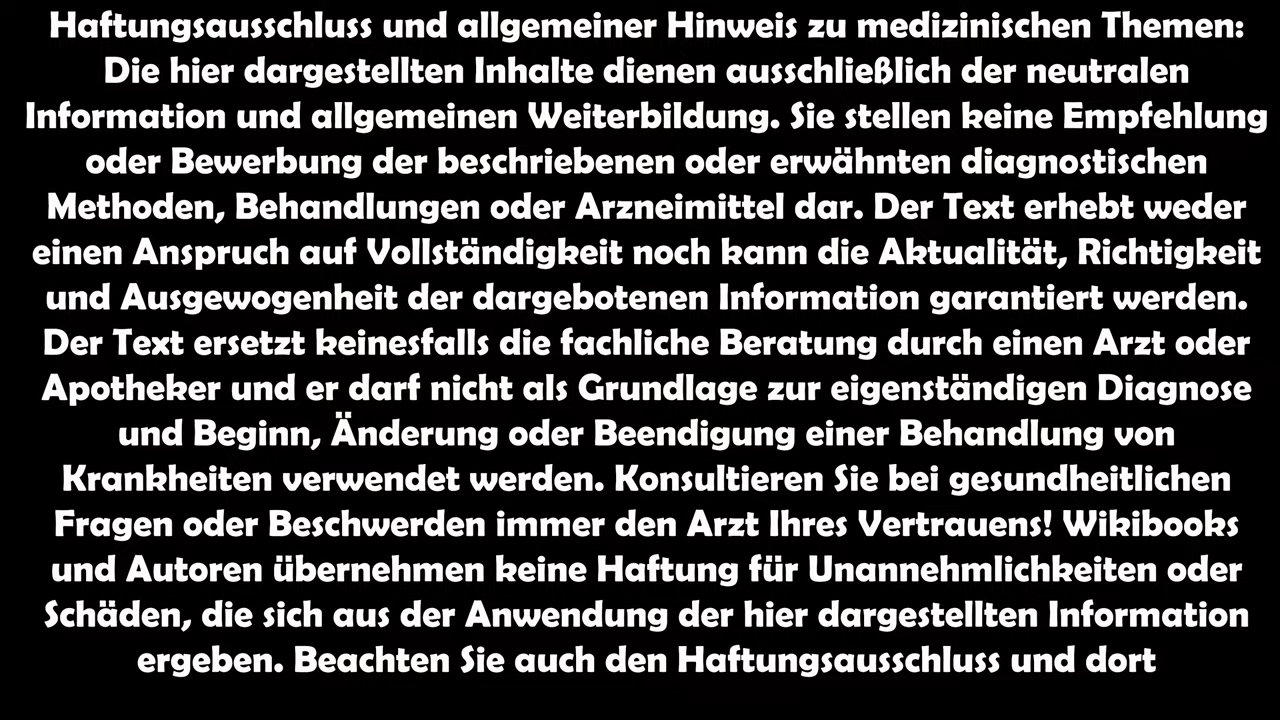 Haftungsausschluss und allgemeiner Hinweis zu medizinischen Themen:
Die hier dargestellten Inhalte dienen ausschließlich der neutralen
Information und allgemeinen Weiterbildung. Sie stellen keine Empfehlung
oder Bewerbung der beschriebenen oder erwähnten diagnostischen
Methoden, Behandlungen oder Arzneimittel dar. Der Text erhebt weder
einen Anspruch auf Vollständigkeit noch kann die Aktualität, Richtigkeit
und Ausgewogenheit der dargebotenen Information garantiert werden.
Der Text ersetzt keinesfalls die fachliche Beratung durch einen Arzt oder
Apotheker und er darf nicht als Grundlage zur eigenständigen Diagnose
und Beginn, Änderung oder Beendigung einer Behandlung von
Krankheiten verwendet werden. Konsultieren Sie bei gesundheitlichen
Fragen oder Beschwerden immer den Arzt Ihres Vertrauens! Wikibooks
und Autoren übernehmen keine Haftung für Unannehmlichkeiten oder
Schäden, die sich aus der Anwendung der hier dargestellten Information
ergeben. Beachten Sie auch den Haftungsausschluss und dort